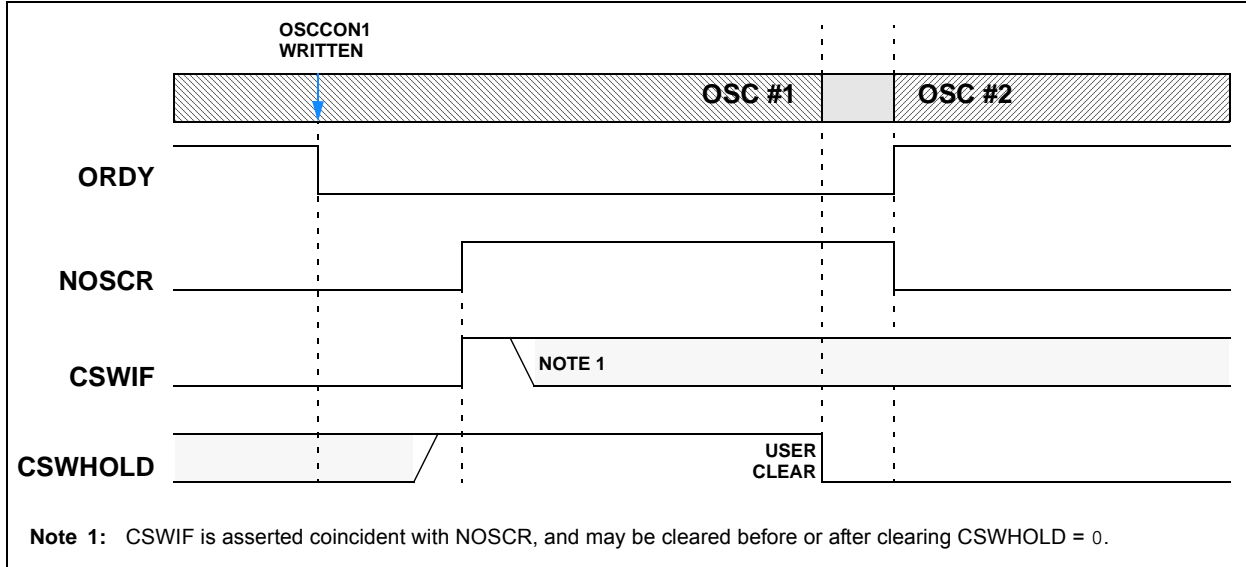 OSCCON1
WRITTEN
OSC #1
OSC #2
ORDY
NOSCR
CSWIF
NOTE 1
CSWHOLD
USER
CLEAR
Note 1: CSWIF is asserted coincident with NOSCR, and may be cleared before or after clearing CSWHOLD = 0.